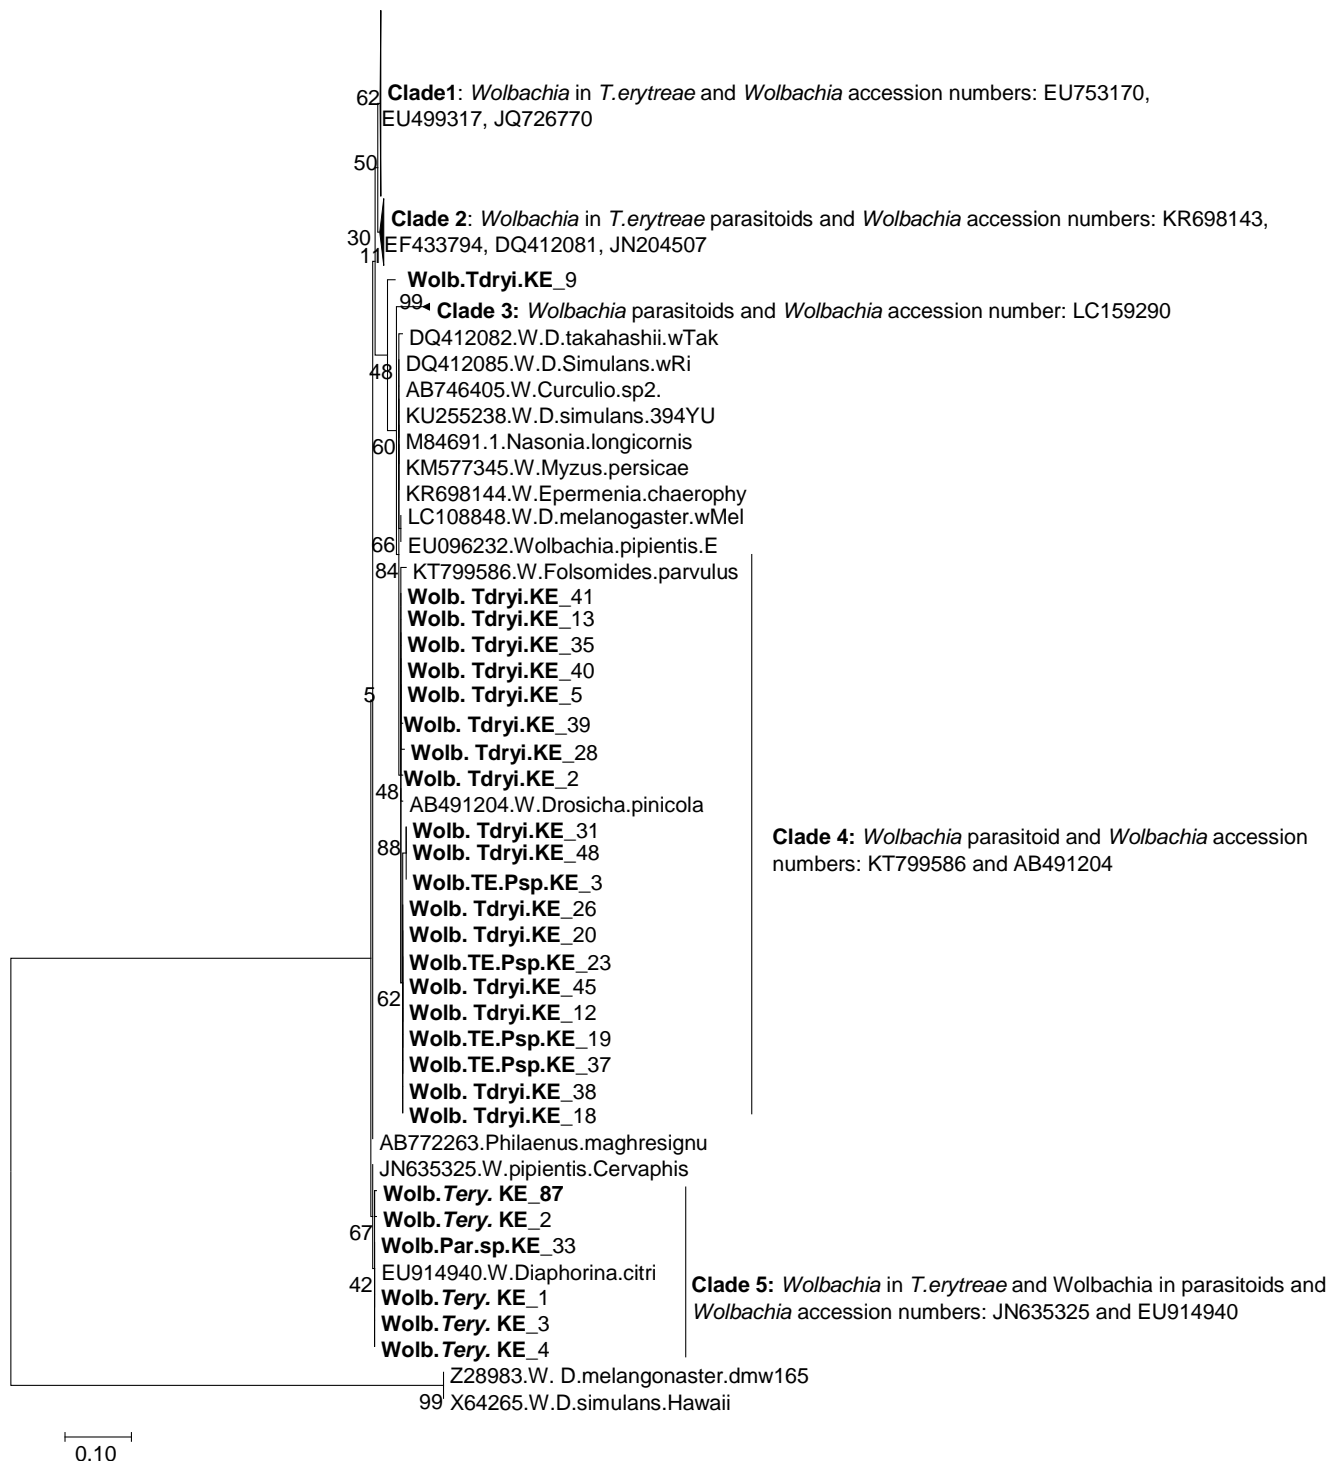 62
Clade1: Wolbachia in T.erytreae and Wolbachia accession numbers: EU753170,
EU499317, JQ726770
50
Clade 2: Wolbachia in T.erytreae parasitoids and Wolbachia accession numbers: KR698143,
30
EF433794, DQ412081, JN204507
11
Wolb.Tdryi.KE_9
99
Clade 3: Wolbachia parasitoids and Wolbachia accession number: LC159290
DQ412082.W.D.takahashii.wTak
DQ412085.W.D.Simulans.wRi
48
AB746405.W.Curculio.sp2.
KU255238.W.D.simulans.394YU
M84691.1.Nasonia.longicornis
60
KM577345.W.Myzus.persicae
KR698144.W.Epermenia.chaerophy
LC108848.W.D.melanogaster.wMel
66
EU096232.Wolbachia.pipientis.E
84
KT799586.W.Folsomides.parvulus
Wolb. Tdryi.KE_41
Wolb. Tdryi.KE_13
Wolb. Tdryi.KE_35
Wolb. Tdryi.KE_40
5
Wolb. Tdryi.KE_5
Wolb. Tdryi.KE_39
Wolb. Tdryi.KE_28
Wolb. Tdryi.KE_2
48
AB491204.W.Drosicha.pinicola
Wolb. Tdryi.KE_31
88
Wolb. Tdryi.KE_48
Clade 4: Wolbachia parasitoid and Wolbachia accession
numbers: KT799586 and AB491204
Wolb.TE.Psp.KE_3
Wolb. Tdryi.KE_26
Wolb. Tdryi.KE_20
Wolb.TE.Psp.KE_23
Wolb. Tdryi.KE_45
62
Wolb. Tdryi.KE_12
Wolb.TE.Psp.KE_19
Wolb.TE.Psp.KE_37
Wolb. Tdryi.KE_38
Wolb. Tdryi.KE_18
AB772263.Philaenus.maghresignu
JN635325.W.pipientis.Cervaphis
Wolb.Tery. KE_87
Wolb.Tery. KE_2
67
Wolb.Par.sp.KE_33
EU914940.W.Diaphorina.citri
42
Clade 5: Wolbachia in T.erytreae and Wolbachia in parasitoids and
Wolbachia accession numbers: JN635325 and EU914940
Wolb.Tery. KE_1
Wolb.Tery. KE_3
Wolb.Tery. KE_4
Z28983.W. D.melangonaster.dmw165
99
X64265.W.D.simulans.Hawaii
0.10